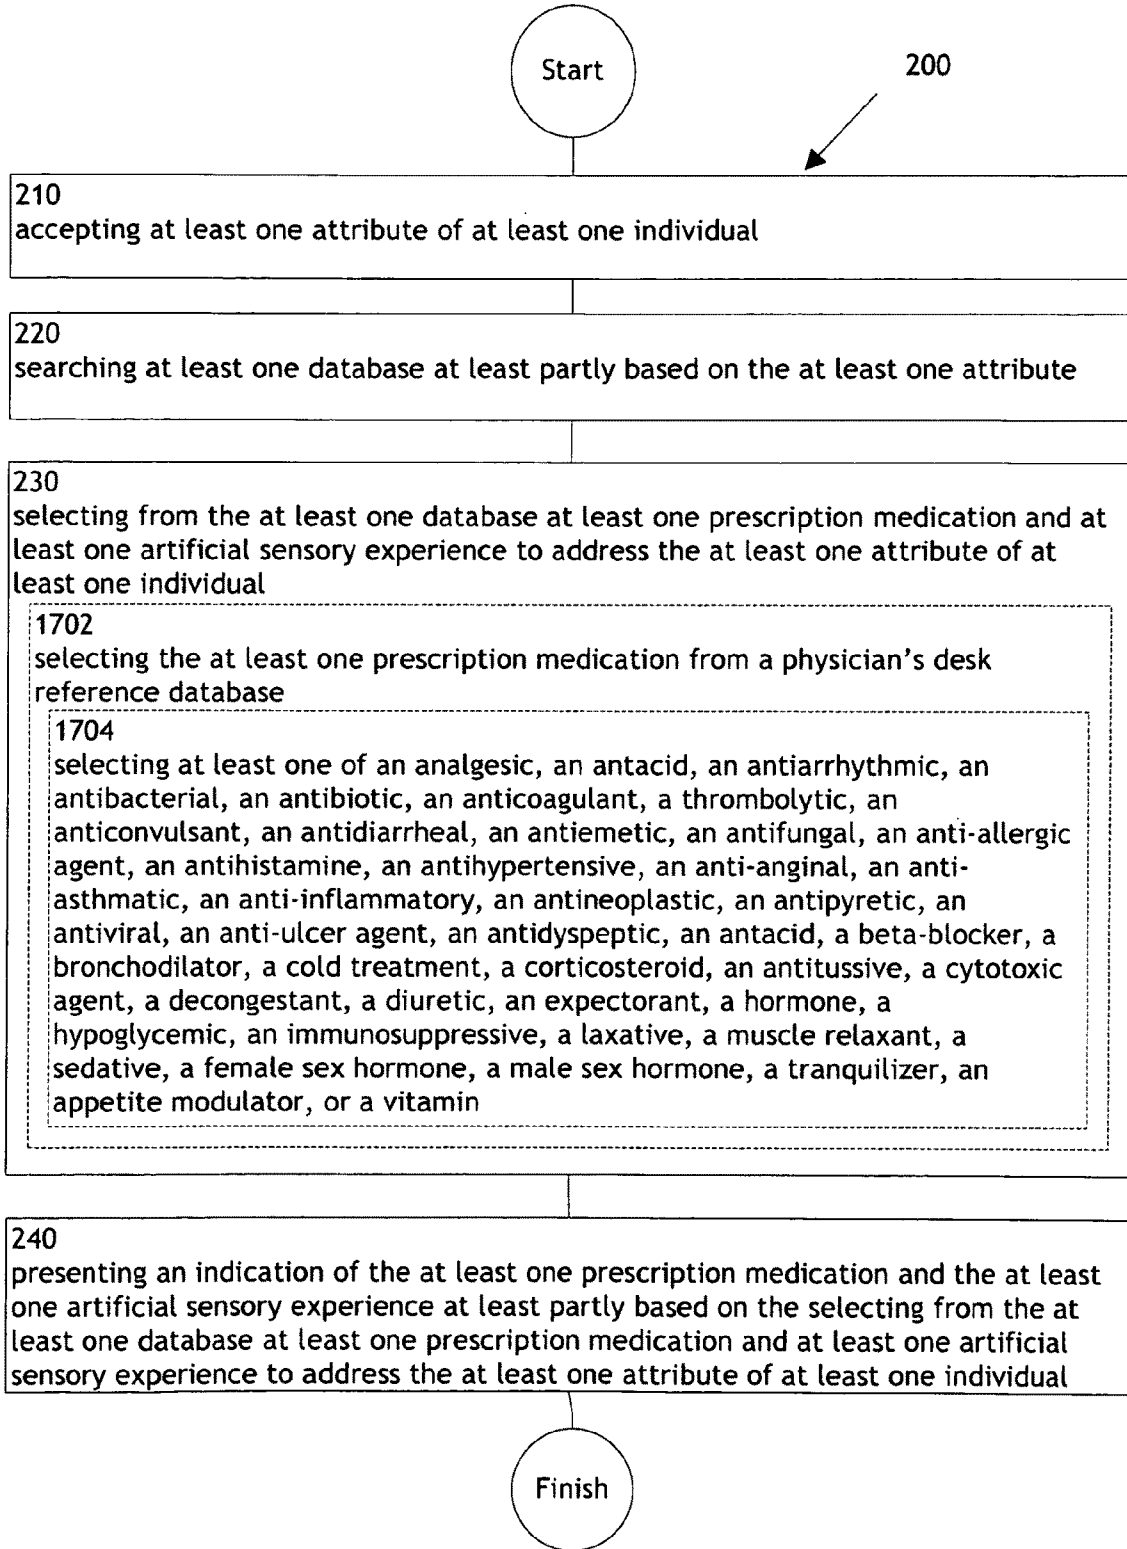 Start
200
210
accepting at least one attribute of at least one individual
220
searching at least one database at least partly based on the at least one attribute
230
selecting from the at least one database at least one prescription medication and at
least one artificial sensory experience to address the at least one attribute of at
least one individual
1702
selecting the at least one prescription medication from a physician's desk
reference database
1704
selecting at least one of an analgesic, an antacid, an antiarrhythmic, an
antibacterial, an antibiotic, an anticoagulant, a thrombolytic, an
anticonvulsant, an antidiarrheal, an antiemetic, an antifungal, an anti-allergic
agent, an antihistamine, an antihypertensive, an anti-anginal, an anti-
asthmatic, an anti-inflammatory, an antineoplastic, an antipyretic, an
antiviral, an anti-ulcer agent, an antidyspeptic, an antacid, a beta-blocker, a
bronchodilator, a cold treatment, a corticosteroid, an antitussive, a cytotoxic
agent, a decongestant, a diuretic, an expectorant, a hormone, a
hypoglycemic, an immunosuppressive, a laxative, a muscle relaxant, a
sedative, a female sex hormone, a male sex hormone, a tranquilizer, an
appetite modulator, or a vitamin
240
presenting an indication of the at least one prescription medication and the at least
one artificial sensory experience at least partly based on the selecting from the at
least one database at least one prescription medication and at least one artificial
sensory experience to address the at least one attribute of at least one individual
Finish